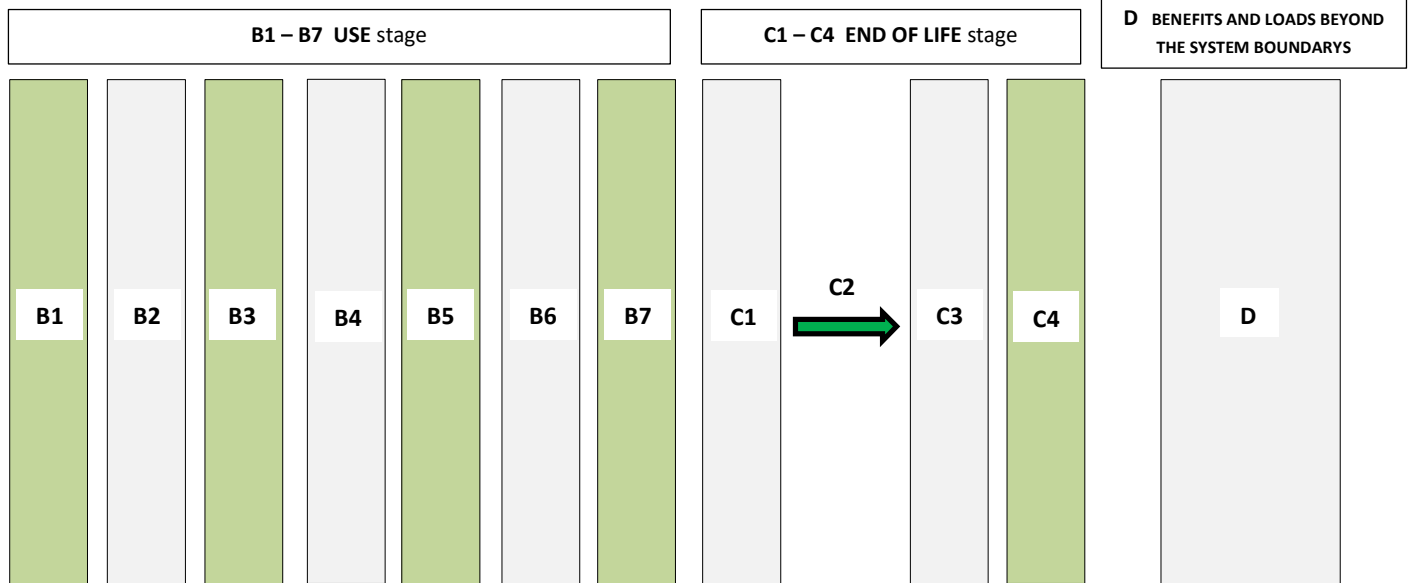 B1 – B7 USE stage
C1 – C4 END OF LIFE stage
D BENEFITS AND LOADS BEYOND
THE SYSTEM BOUNDARYS
B1
B2
B3
B4
B5
B6
B7
C1
C2
C3
C4
D